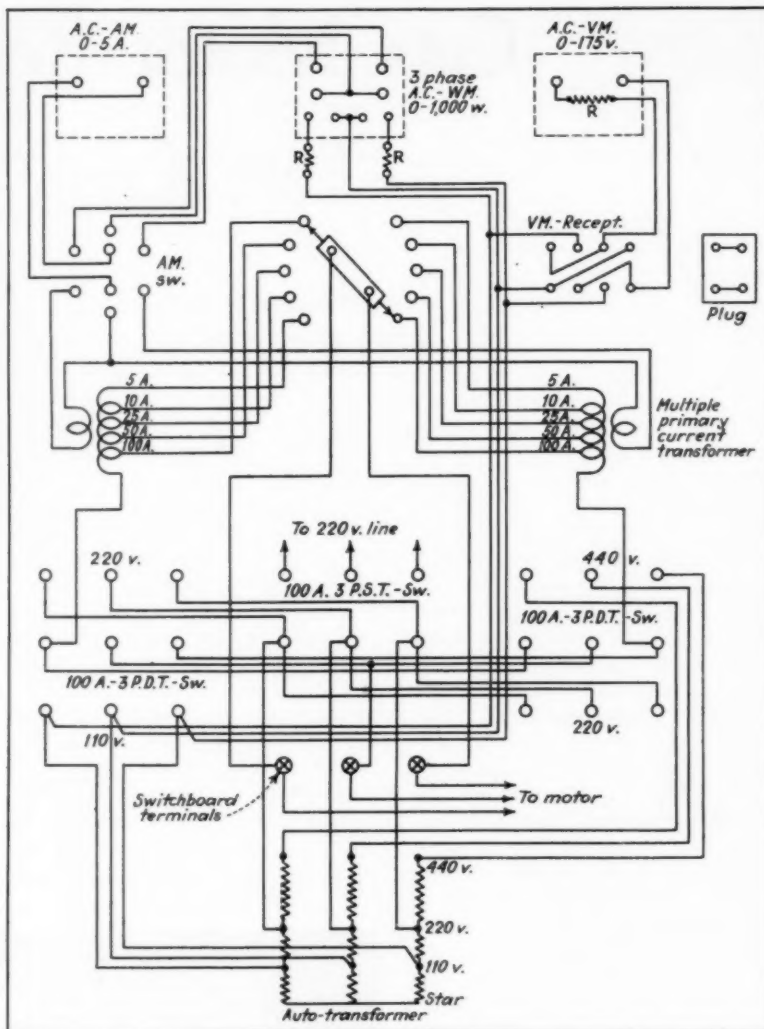 A.C.-AM.
0-5 A.
A.C.-VM.
0-175 v.
3 phase
A.C.-WM.
0-1,000 w.
R
R
R
AM.
sw.
VM.-Recept.
Plug
5 A.
10 A.
25 A.
50 A.
100 A.
5 A.
10 A.
25 A.
50 A.
100 A.
Multiple
primary
current
transformer
To 220 v. line
220 v.
440 v.
100 A. 3 P.S.T.-Sw.
100 A.-3 P.D.T.-Sw.
100 A.-3 P.D.T.-Sw.
110 v.
220 v.
Switchboard
terminals
To motor
440 v.
220 v.
110 v.
Star
Auto-transformer